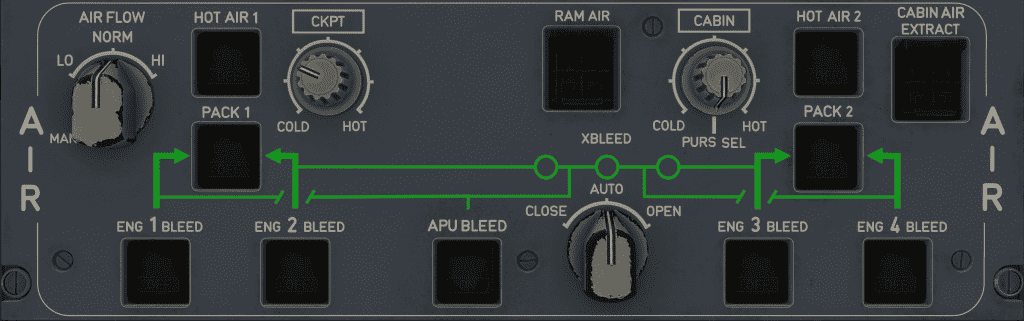 AIR FLOW
NORM
LO
HI
MAN
HOT AIR 1
CKPT
COLD
HOT
RAM AIR
CABIN
COLD
HOT
PURS SEL
HOT AIR 2
CABIN AIR
EXTRACT
AIR
PACK 1
XBLEED
PACK 2
AIR
AUTO
CLOSE
OPEN
ENG 1 BLEED
ENG 2 BLEED
APU BLEED
ENG 3 BLEED
ENG 4 BLEED